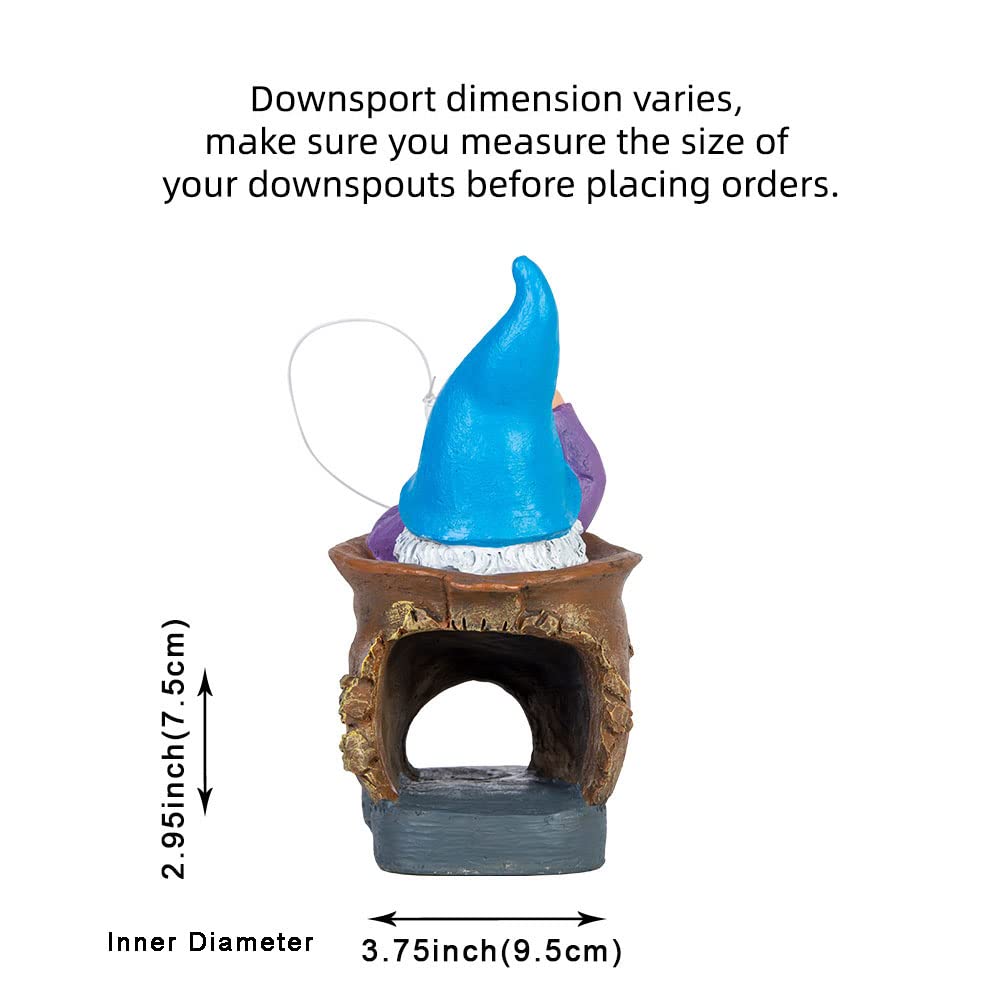 Downsport dimension varies,
make sure you measure the size of
your downspouts before placing orders.
2.95inch(7.5cm)
Inner Diameter
3.75inch(9.5cm)